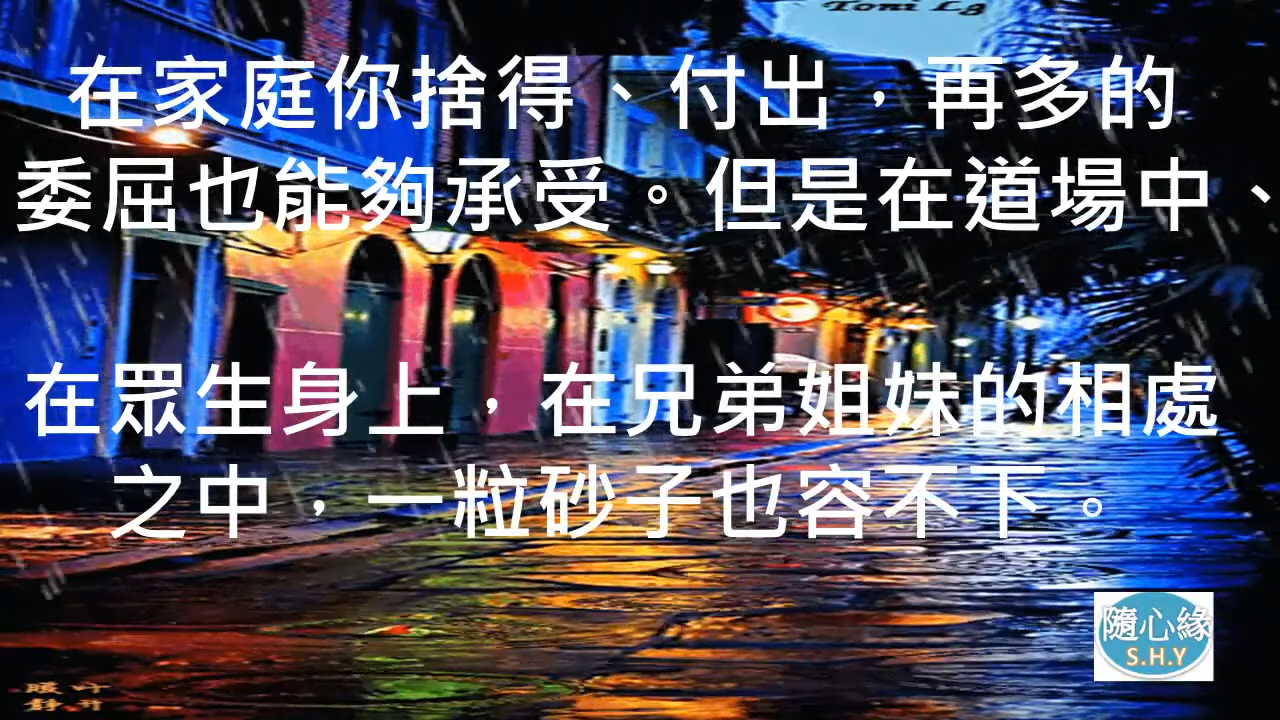 Toni Lg
在家庭你捨得、付出，再多的
委屈也能夠承受。但是在道場中、
在眾生身上，在兄弟姐妹的相處
之中，一粒砂子也容不下。
隨心緣
S.H.Y